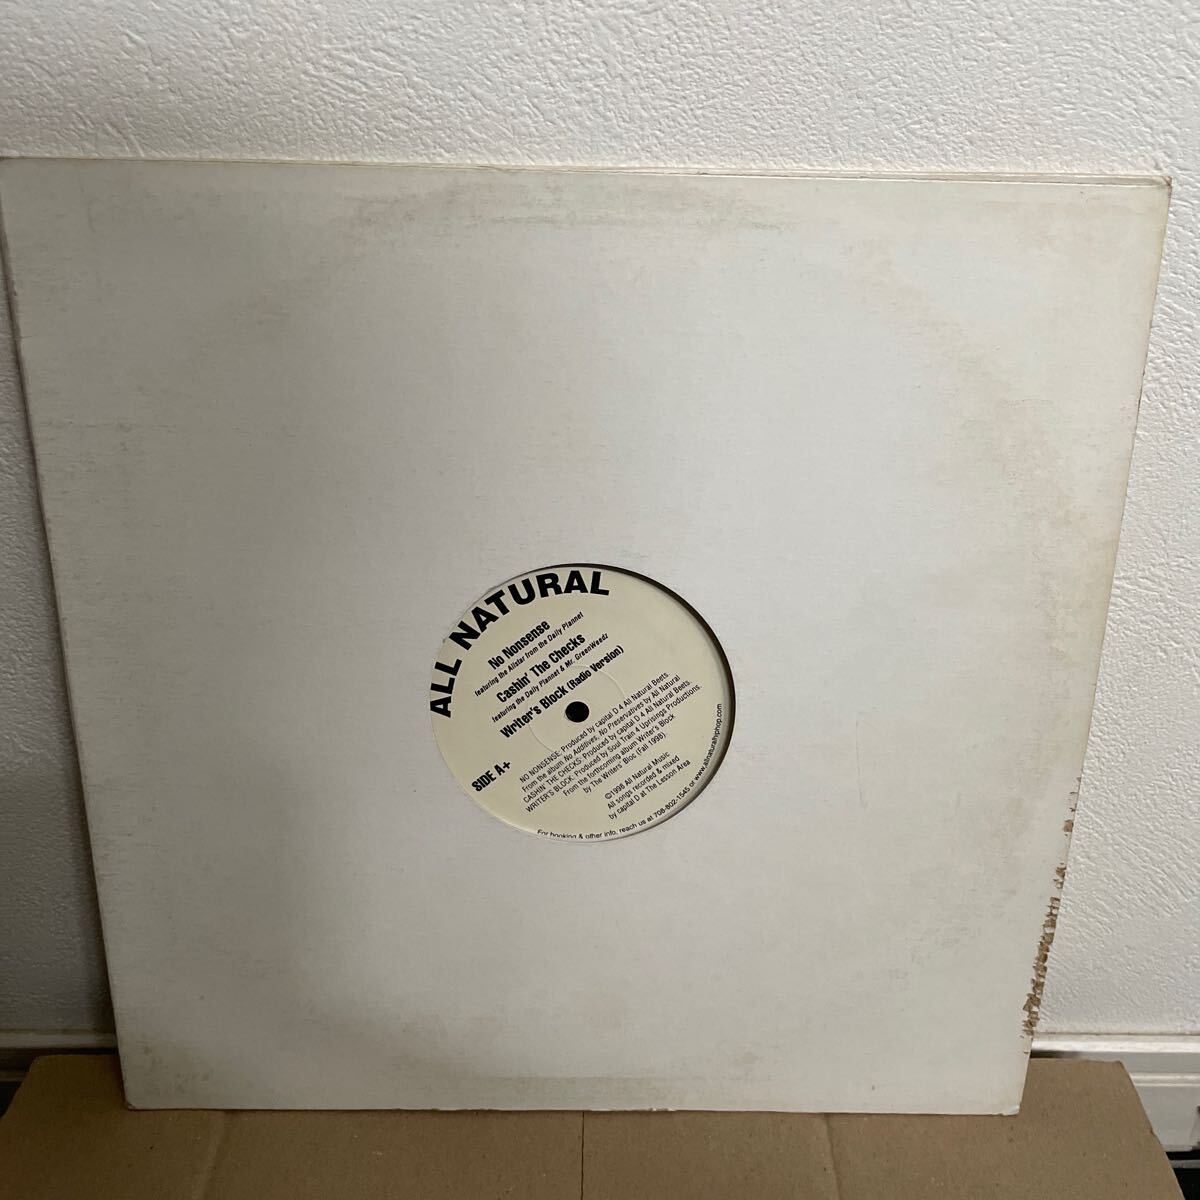 ALL NATURAL
No Nonsense
featuring the Allstar from the Daily Plannet
Cashin' The Checks
featuring the Daily Plannet & Mr. GreenWeedz
Writer's Block (Radio Version)
SIDE A+
NO NONSENSE: Produced by capital D 4 All Natural Beets.
From the album No Additives, No Preservatives by All Natural
CASHIN' THE CHECKS: Produced by capital D 4 All Natural Beets.
WRITER'S BLOCK: Produced by Soul Train 4 Uprisings Productions.
From the forthcoming album Writer's Block
by The Writers' Bloc (Fall 1998).
©1998 All Natural Music
All songs recorded & mixed
by capital D at The Lesson Area
For booking & other info, reach us at 708-802-1545 or www.allnaturalhiphop.com